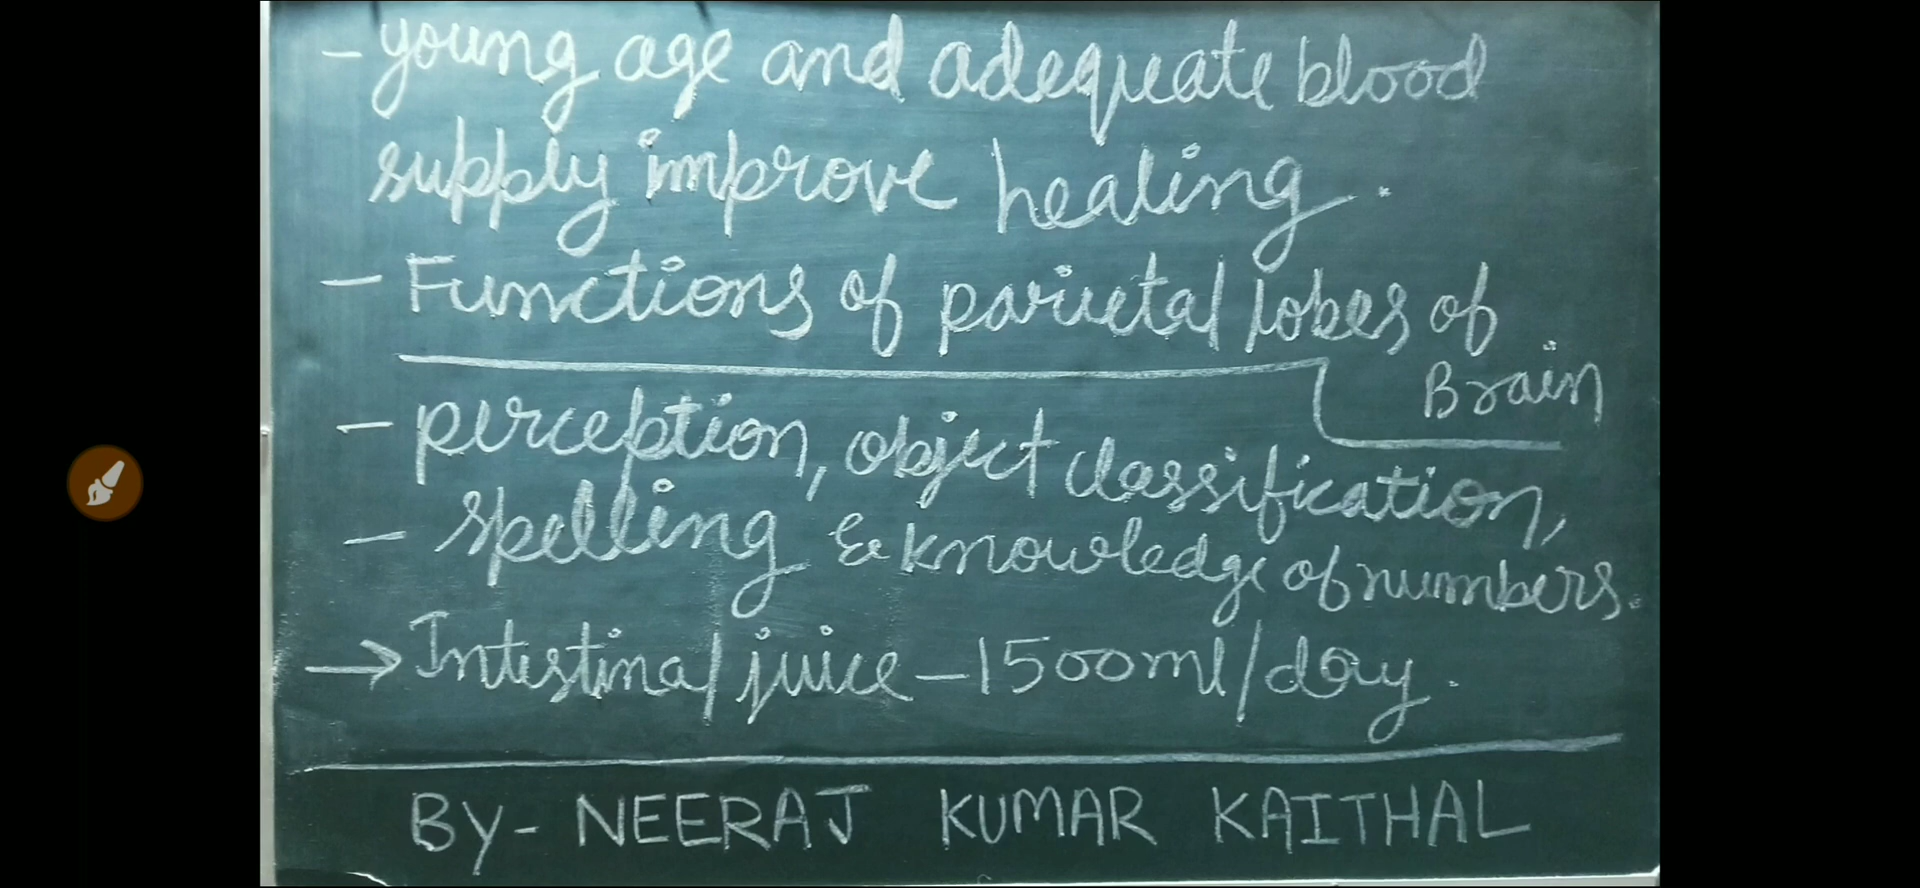 - young age and adequate blood
supply improve healing.
- Functions of parietal lobes of
Brain
- perception, object classification,
- spelling & knowledge of numbers.
→ Intestinal juice - 1500ml/day.
BY- NEERAJ KUMAR KAITHAL